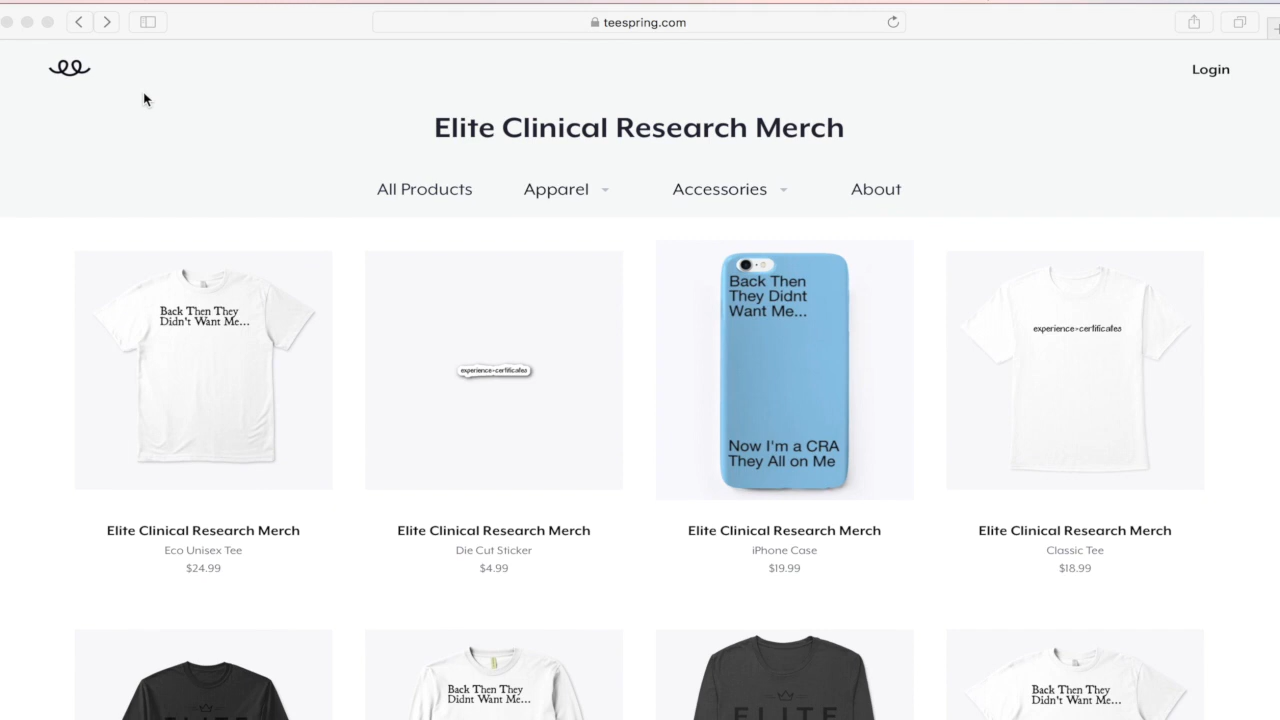 teespring.com
Login
Elite Clinical Research Merch
All Products
Apparel
Accessories
About
Back Then They
Didn't Want Me...
experience>certificates
Back Then
They Didnt
Want Me...
Now I'm a CRA
They All on Me
experience>certificates
Elite Clinical Research Merch
Eco Unisex Tee
$24.99
Elite Clinical Research Merch
Die Cut Sticker
$4.99
Elite Clinical Research Merch
iPhone Case
$19.99
Elite Clinical Research Merch
Classic Tee
$18.99
ELITE
Back Then They
Didnt Want Me...
ELITE
Back Then They
Didnt Want Me...